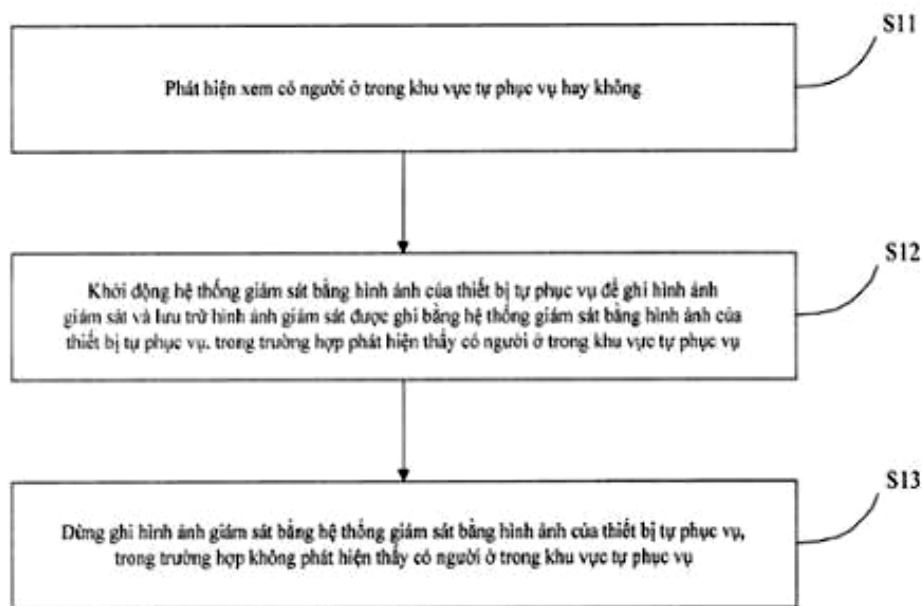 S11
Phát hiện xem có người ở trong khu vực tự phục vụ hay không
S12
Khởi động hệ thống giám sát bằng hình ảnh của thiết bị tự phục vụ để ghi hình ảnh
giám sát và lưu trữ hình ảnh giám sát được ghi bằng hệ thống giám sát bằng hình ảnh của
thiết bị tự phục vụ, trong trường hợp phát hiện thấy có người ở trong khu vực tự phục vụ
S13
Dừng ghi hình ảnh giám sát bằng hệ thống giám sát bằng hình ảnh của thiết bị tự phục vụ,
trong trường hợp không phát hiện thấy có người ở trong khu vực tự phục vụ